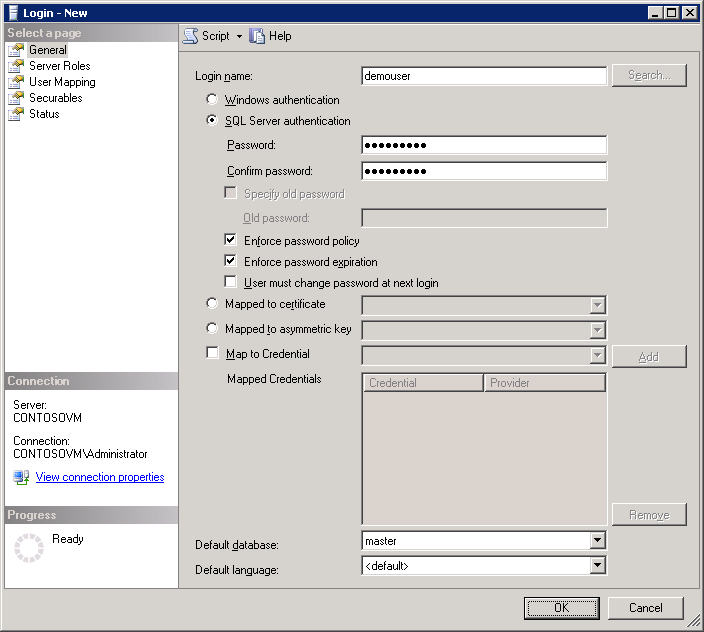 Login - New
Select a page
General
Server Roles
User Mapping
Securables
Status
Script
Help
Login name:
demouser
Search...
Windows authentication
SQL Server authentication
Password:
●●●●●●●●●
Confirm password:
●●●●●●●●●
Specify old password
Old password:
Enforce password policy
Enforce password expiration
User must change password at next login
Mapped to certificate
Mapped to asymmetric key
Map to Credential
Add
Mapped Credentials
Credential Provider
Remove
Default database:
master
Default language:
<default>
Connection
Server:
CONTOSOVM
Connection:
CONTOSOVM\Administrator
View connection properties
Progress
Ready
OK
Cancel